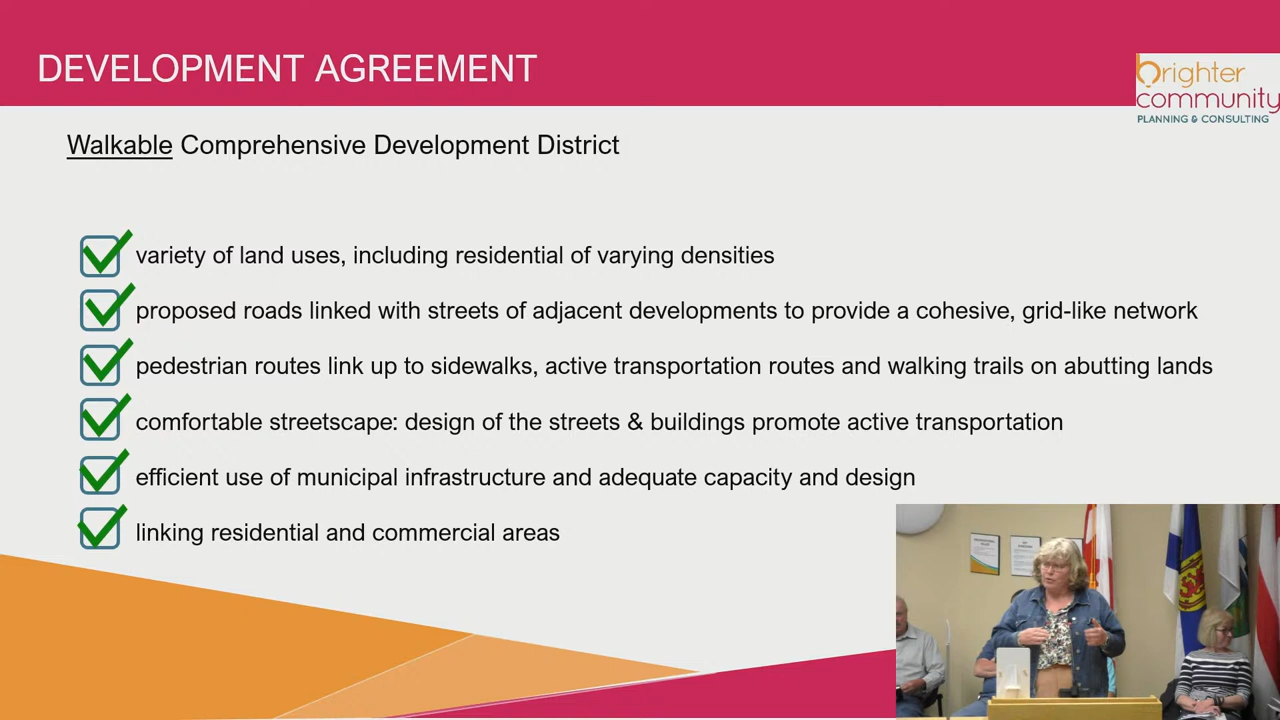 DEVELOPMENT AGREEMENT
brighter
community
PLANNING & CONSULTING
Walkable Comprehensive Development District
variety of land uses, including residential of varying densities
proposed roads linked with streets of adjacent developments to provide a cohesive, grid-like network
pedestrian routes link up to sidewalks, active transportation routes and walking trails on abutting lands
comfortable streetscape: design of the streets & buildings promote active transportation
efficient use of municipal infrastructure and adequate capacity and design
linking residential and commercial areas